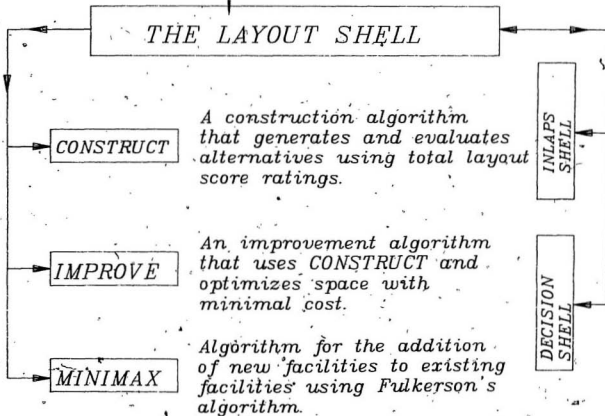 THE LAYOUT SHELL
CONSTRUCT
A construction algorithm
that generates and evaluates
alternatives using total layout
score ratings.
INLAPS
SHELL
IMPROVE
An improvement algorithm
that uses CONSTRUCT and
optimizes space with
minimal cost.
DECISION
SHELL
MINIMAX
Algorithm for the addition
of new facilities to existing
facilities using Fulkerson's
algorithm.